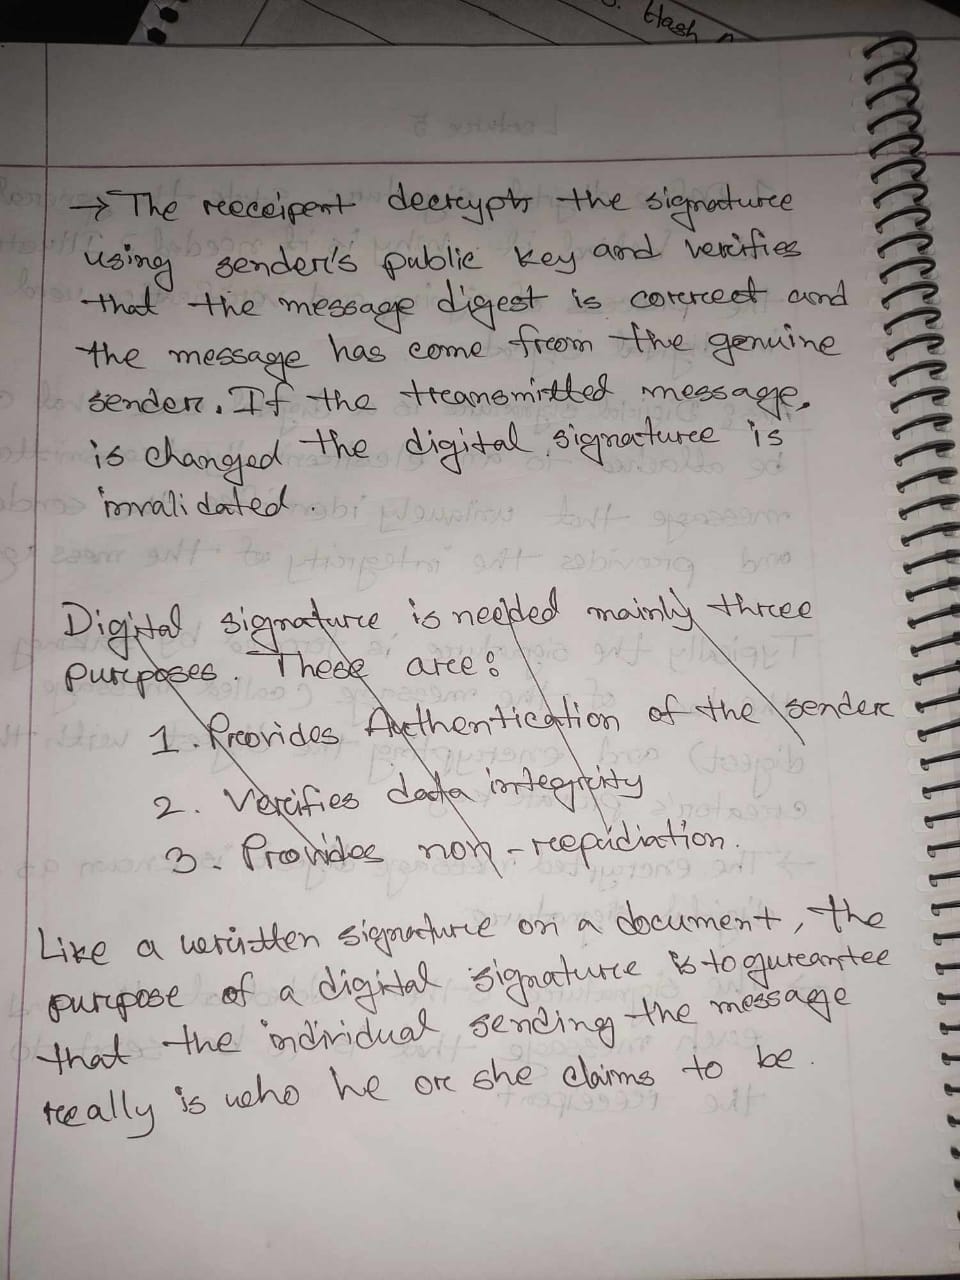 Hash
→ The receipent decrypts the signature
using sender's public key and verifies
that the message digest is correct and
the message has come from the genuine
sender. If the transmitted message,
is changed the digital signature is
invalidated.
Digital signature is needed mainly three
purposes. These are:
1. Provides Authentication of the sender
2. Verifies data integrity
3. Provides non-repudiation.
Like a written signature on a document, the
purpose of a digital signature is to gurantee
that the individual sending the message
really is who he or she claims to be.